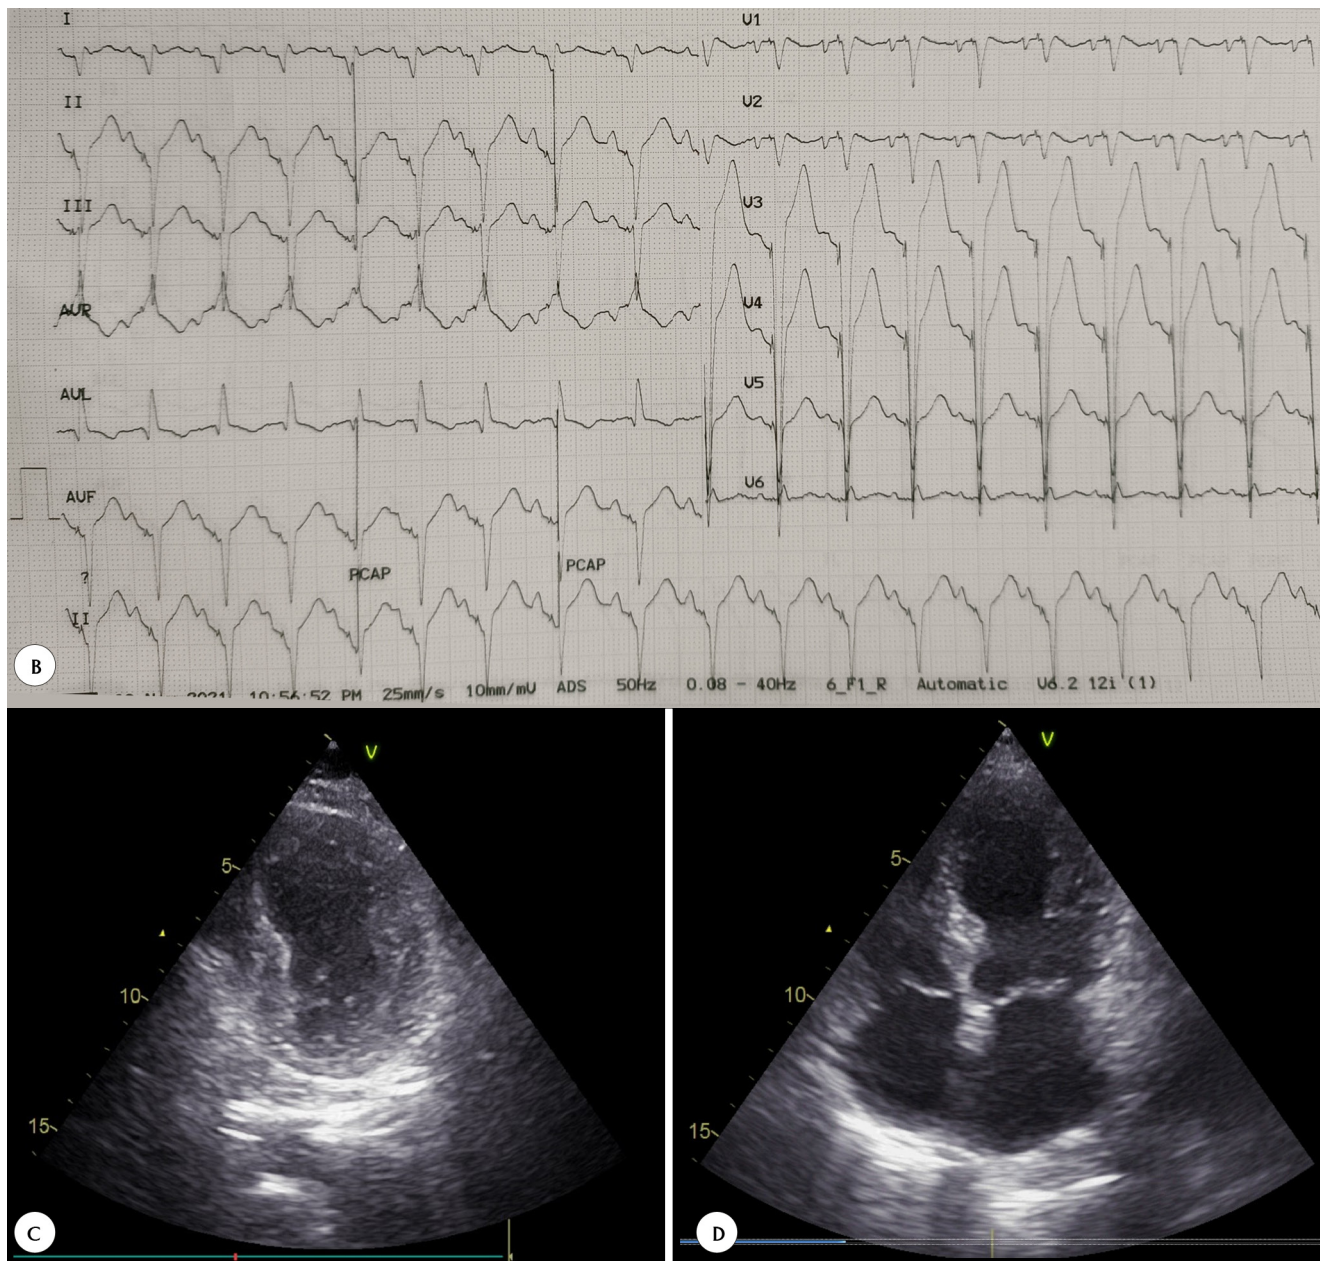 I
V1
II
V2
III
V3
AVR
V4
AVL
V5
AVF
V6
PCAP
PCAP
?
II
2021 10:56:52 PM 25mm/s 10mm/mV ADS 50Hz 0.08 - 40Hz 6_F1_R Automatic V6.2 12i (1)
B
V
5
10
15
C
V
5
10
15
D